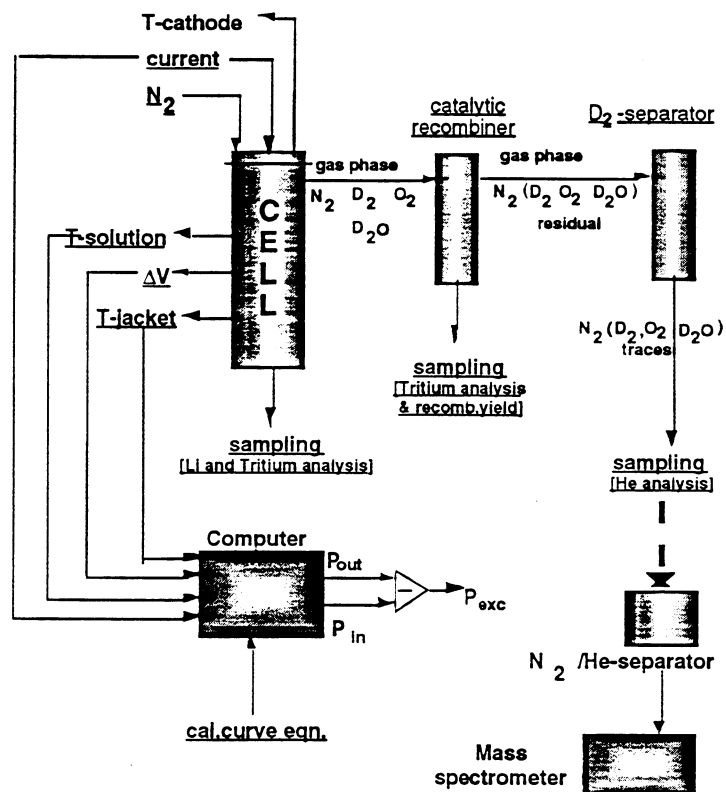 T-cathode
current
N2
catalytic
recombiner
D2-separator
gas phase
N2 D2 O2
D2O
gas phase
N2 (D2 O2 D2O)
residual
CELL
T-solution
ΔV
T-jacket
N2(D2,O2 D2O)
traces
sampling
[Tritium analysis
& recomb.yield]
sampling
[Li and Tritium analysis]
sampling
[He analysis]
Computer
Pout
Pin
−
Pexc
N2 /He-separator
cal.curve eqn.
Mass
spectrometer